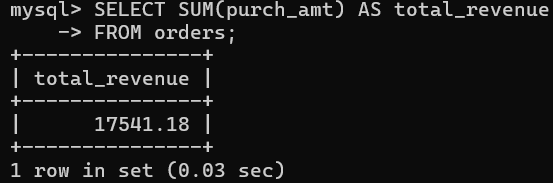 mysql> SELECT SUM(purch_amt) AS total_revenue
    -> FROM orders;
+---------------+
| total_revenue |
+---------------+
|      17541.18 |
+---------------+
1 row in set (0.03 sec)